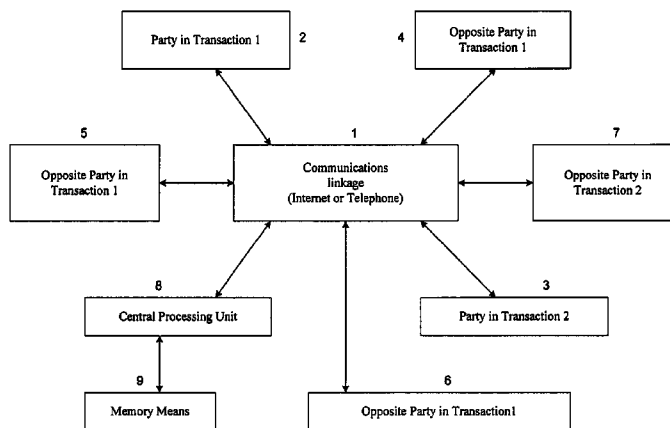 Party in Transaction 1
2
4
Opposite Party in
Transaction 1
5
Opposite Party in
Transaction 1
1
Communications
linkage
(Internet or Telephone)
7
Opposite Party in
Transaction 2
8
Central Processing Unit
3
Party in Transaction 2
9
Memory Means
6
Opposite Party in Transaction1